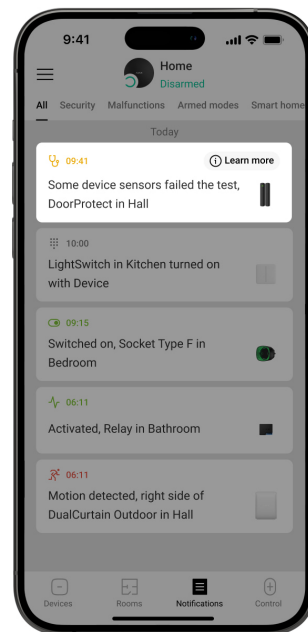 9:41
Home
Disarmed
All Security Malfunctions Armed modes Smart home
Today
09:41 Learn more
Some device sensors failed the test,
DoorProtect in Hall
10:00
LightSwitch in Kitchen turned on
with Device
09:15
Switched on, Socket Type F in
Bedroom
06:11
Activated, Relay in Bathroom
06:11
Motion detected, right side of
DualCurtain Outdoor in Hall
Devices Rooms Notifications Control